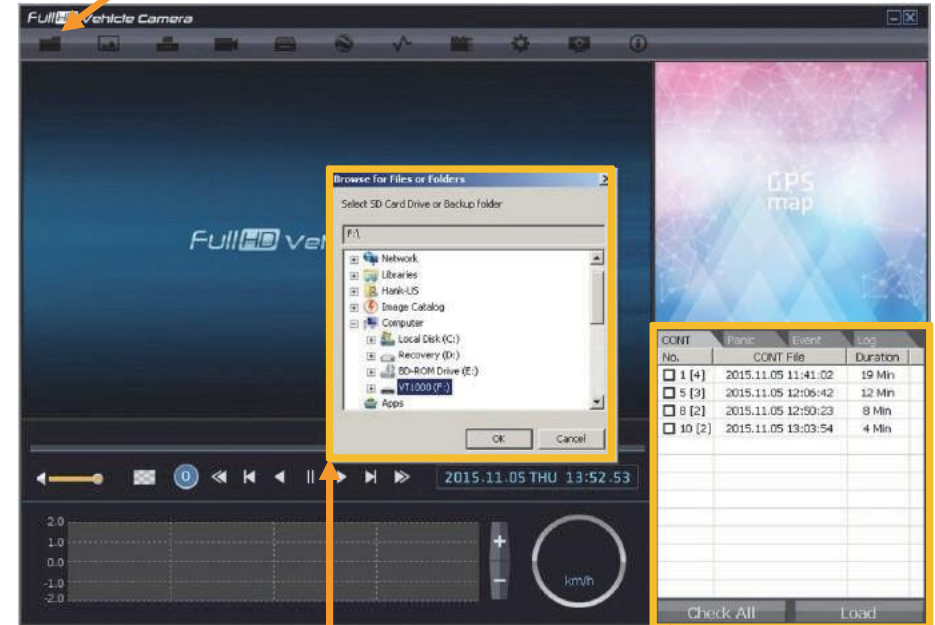 FullHD Vehicle Camera
GPS
map
FullHD Veh
Browse for Files or Folders
Select SD Card Drive or Backup folder
F:\
Network
Libraries
Hank-US
Image Catalog
Computer
Local Disk (C:)
Recovery (D:)
BD-ROM Drive (E:)
VT1000 (F:)
Apps
OK Cancel
CONT Panic Event Log
No. CONT File Duration
1 [4] 2015.11.05 11:41:02 19 Min
5 [3] 2015.11.05 12:06:42 12 Min
8 [2] 2015.11.05 12:50:23 8 Min
10 [2] 2015.11.05 13:03:54 4 Min
0 2015.11.05 THU 13:52.53
2.0
1.0
0.0
-1.0
-2.0
+
-
km/h
Check All Load